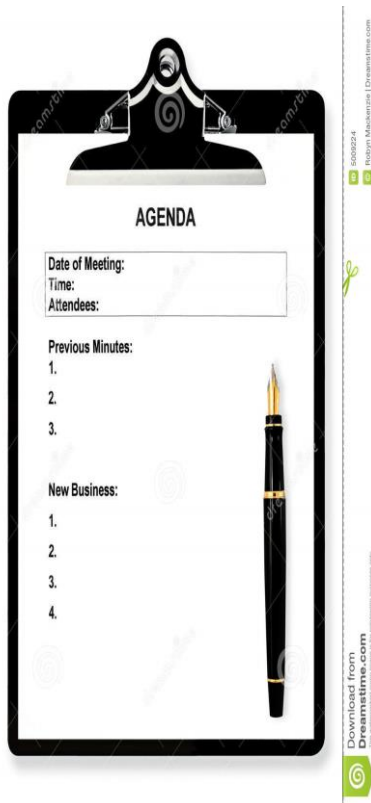 AGENDA
Date of Meeting:
Time:
Attendees:
Previous Minutes:
1.
2.
3.
New Business:
1.
2.
3.
4.
5009224
Robyn Mackenzie | Dreamstime.com
Download from
Dreamstime.com